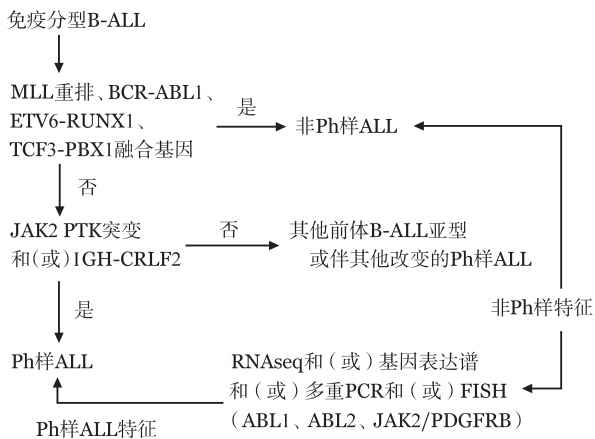 免疫分型B-ALL
MLL重排、BCR-ABL1、
ETV6-RUNX1、
TCF3-PBX1融合基因
是
非Ph样ALL
否
JAK2 PTK突变
和(或)IGH-CRLF2
否
其他前体B-ALL亚型
或伴其他改变的Ph样ALL
是
非Ph样特征
Ph样ALL
RNAseq和(或)基因表达谱
和(或)多重PCR和(或)FISH
(ABL1、ABL2、JAK2/PDGFRB)
Ph样ALL特征